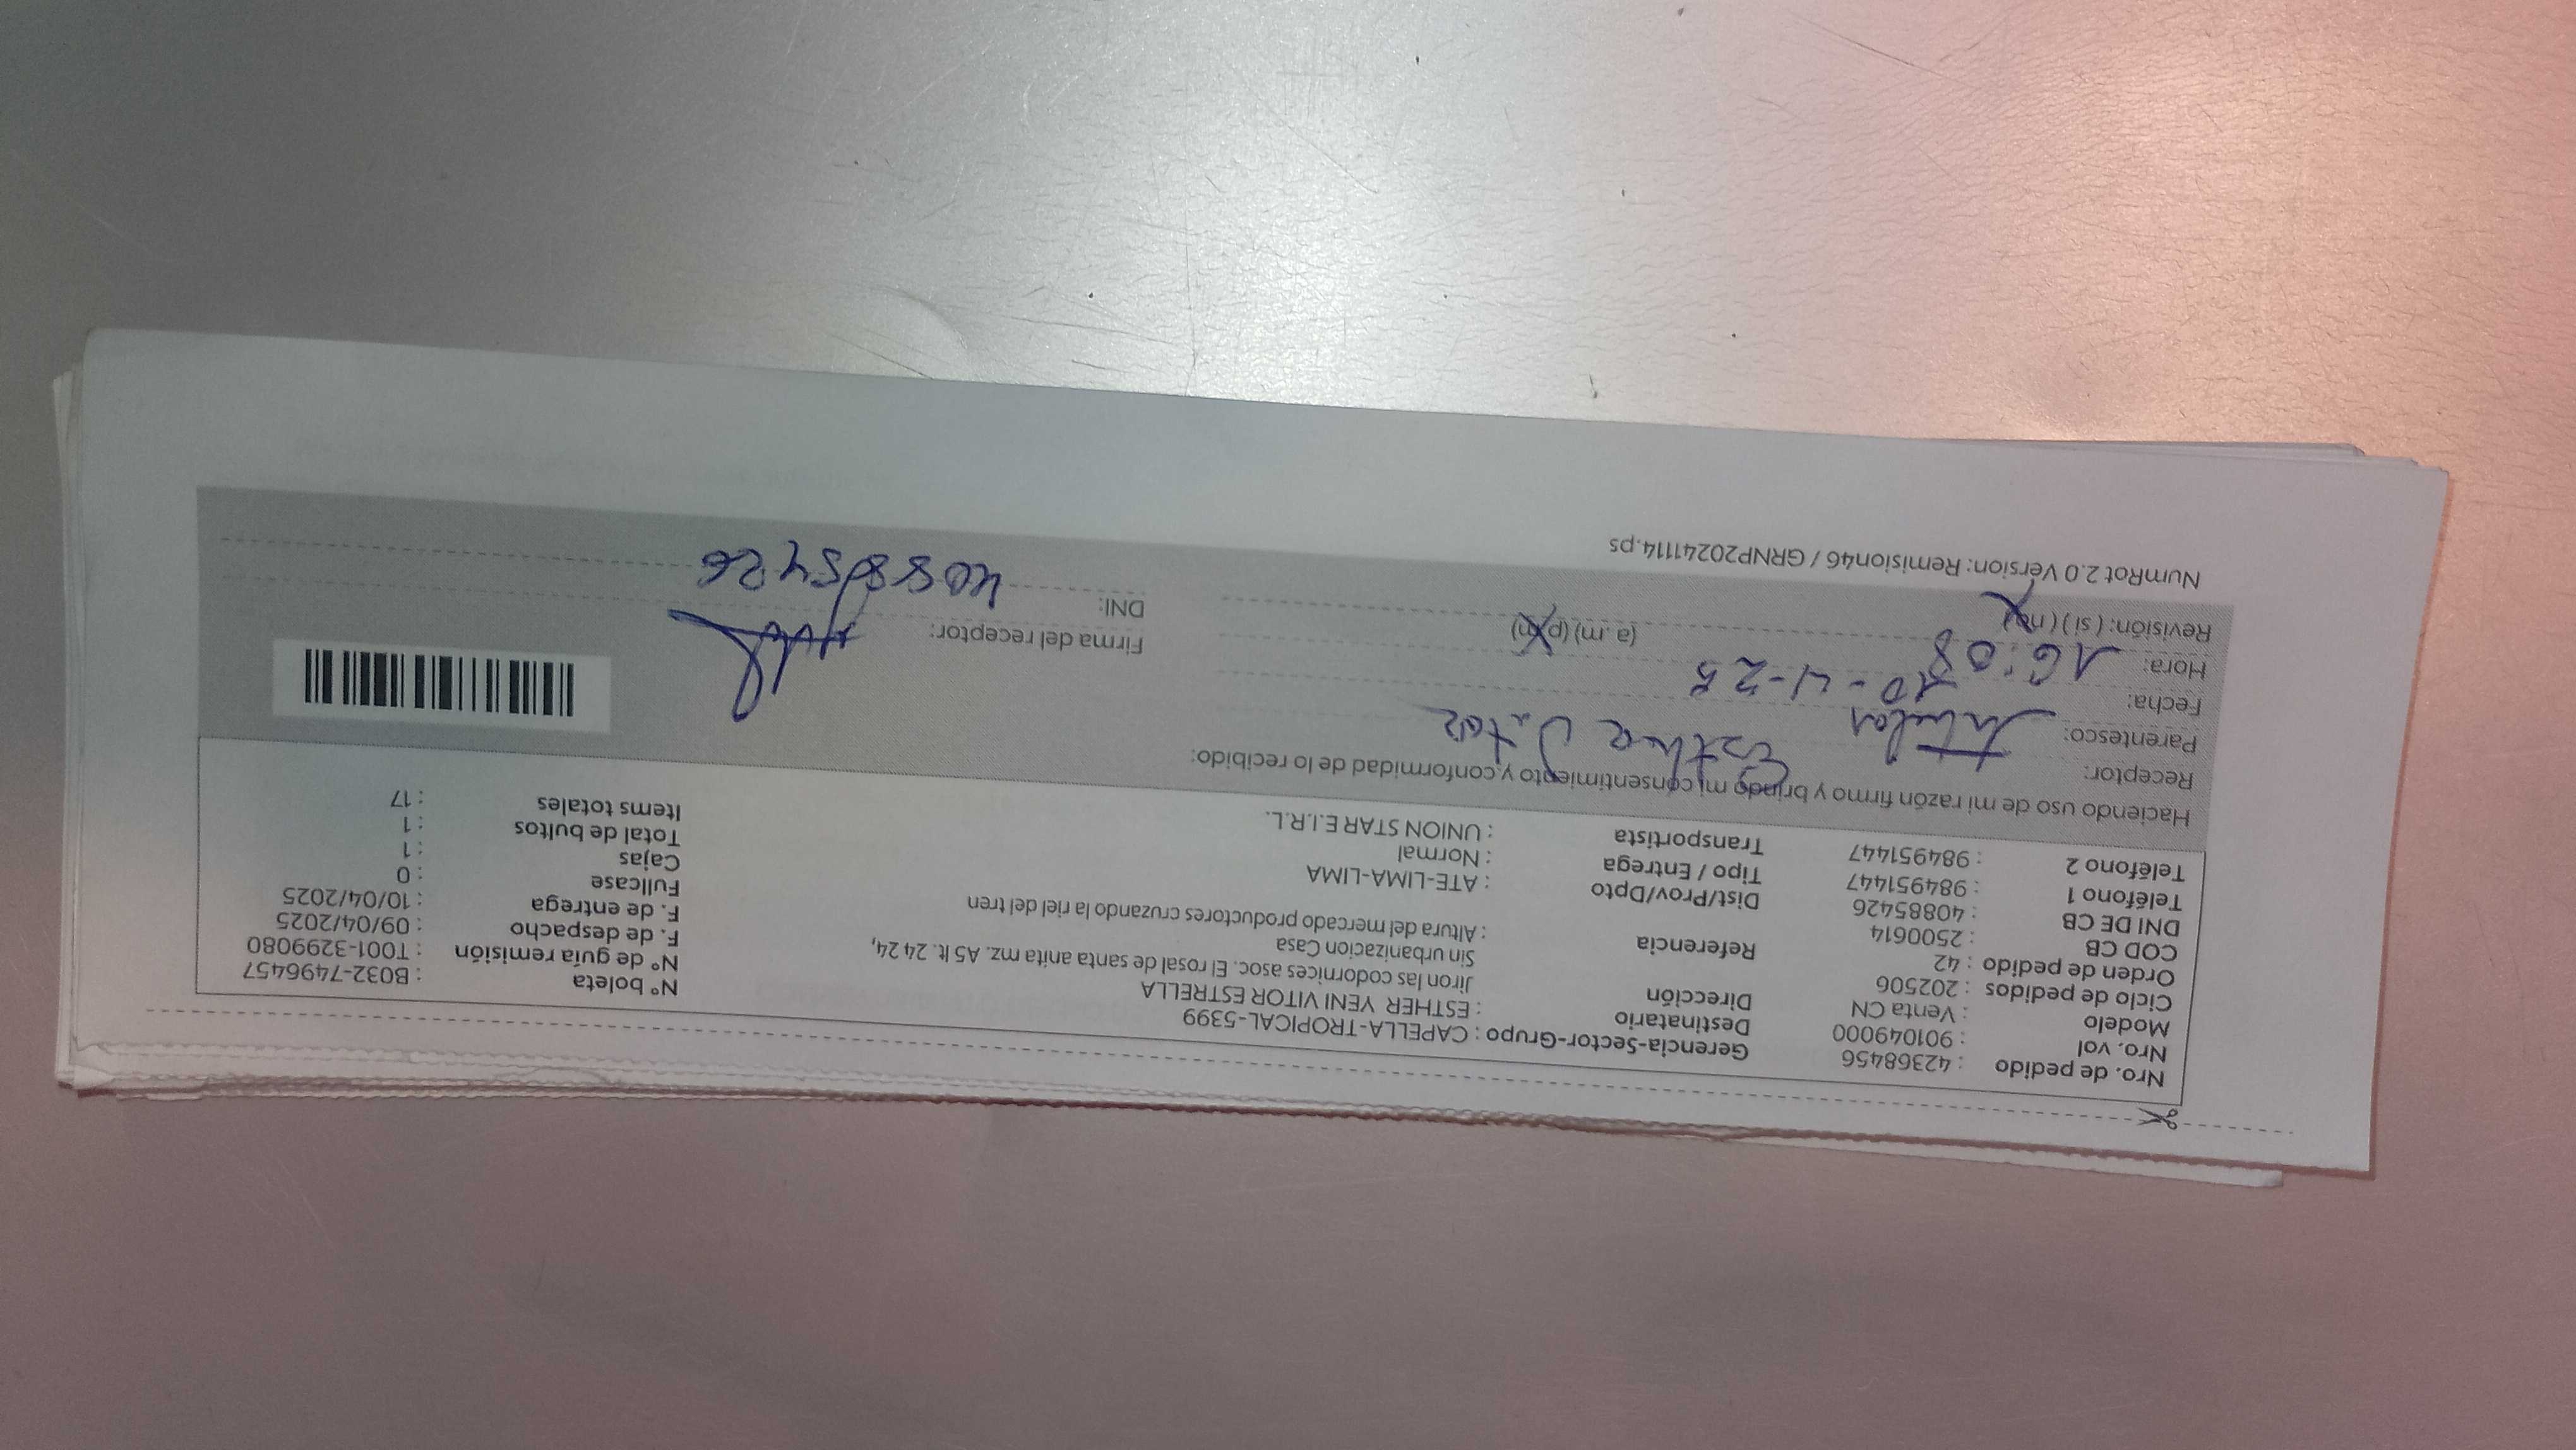 Nro. de pedido : 42368456
Nro. vol : 901049000
Modelo : Venta CN
Ciclo de pedidos : 202506
Orden de pedido : 42
COD CB : 2500614
DNI DE CB : 40885426
Teléfono 1 : 984951447
Teléfono 2 : 984951447
Gerencia-Sector-Grupo : CAPELLA-TROPICAL-5399
Destinatario : ESTHER YENI VITOR ESTRELLA
Dirección Jiron las codornices asoc. El rosal de santa anita mz. A5 lt. 24 24,
Sin urbanizacion Casa
Referencia : Altura del mercado productores cruzando la riel del tren
Dist/Prov/Dpto : ATE-LIMA-LIMA
Tipo / Entrega : Normal
Transportista : UNION STAR E.I.R.L.
N° boleta : B032-7496457
N° de guía remisión : T001-3299080
F. de despacho : 09/04/2025
F. de entrega : 10/04/2025
Fullcase : 0
Cajas : 1
Total de bultos : 1
Items totales : 17
Haciendo uso de mi razón firmo y brindo mi consentimiento y conformidad de lo recibido:
Receptor: Esther Vitor
Parentesco: titular
Fecha: 10-4-25
Hora: 16:08 (a.m) (p.m)
Revisión: (si) (no)
Firma del receptor:
DNI: 40885426
NumRot 2.0 Version: Remision46 / GRNP20241114.ps